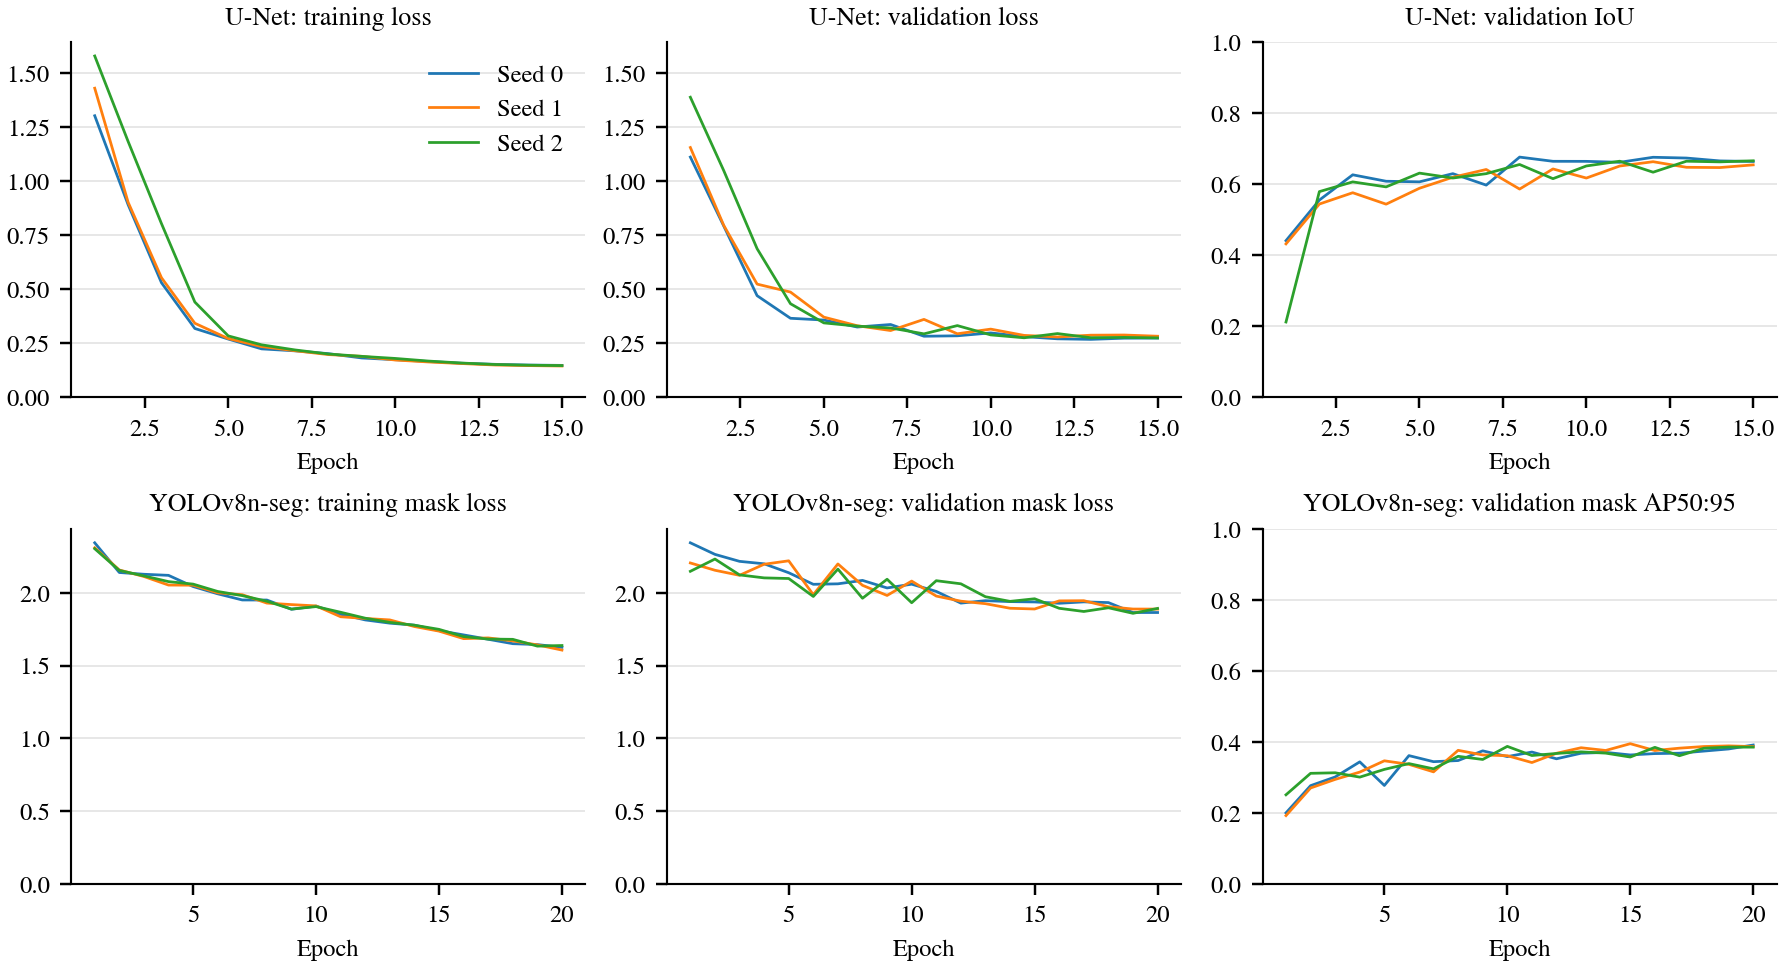 U-Net: training loss
1.50
1.25
1.00
0.75
0.50
0.25
0.00
Seed 0
Seed 1
Seed 2
2.5 5.0 7.5 10.0 12.5 15.0
Epoch
U-Net: validation loss
1.50
1.25
1.00
0.75
0.50
0.25
0.00
2.5 5.0 7.5 10.0 12.5 15.0
Epoch
U-Net: validation IoU
1.0
0.8
0.6
0.4
0.2
0.0
2.5 5.0 7.5 10.0 12.5 15.0
Epoch
YOLOv8n-seg: training mask loss
2.0
1.5
1.0
0.5
0.0
5 10 15 20
Epoch
YOLOv8n-seg: validation mask loss
2.0
1.5
1.0
0.5
0.0
5 10 15 20
Epoch
YOLOv8n-seg: validation mask AP50:95
1.0
0.8
0.6
0.4
0.2
0.0
5 10 15 20
Epoch